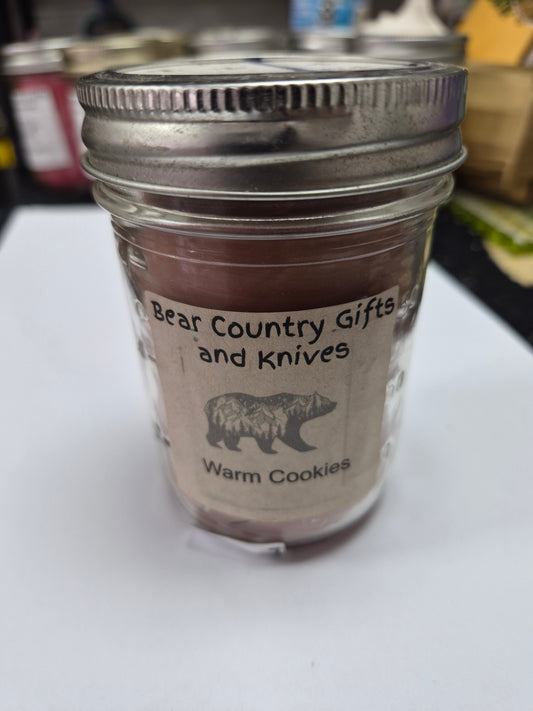 Bear Country Gifts
and Knives
Warm Cookies